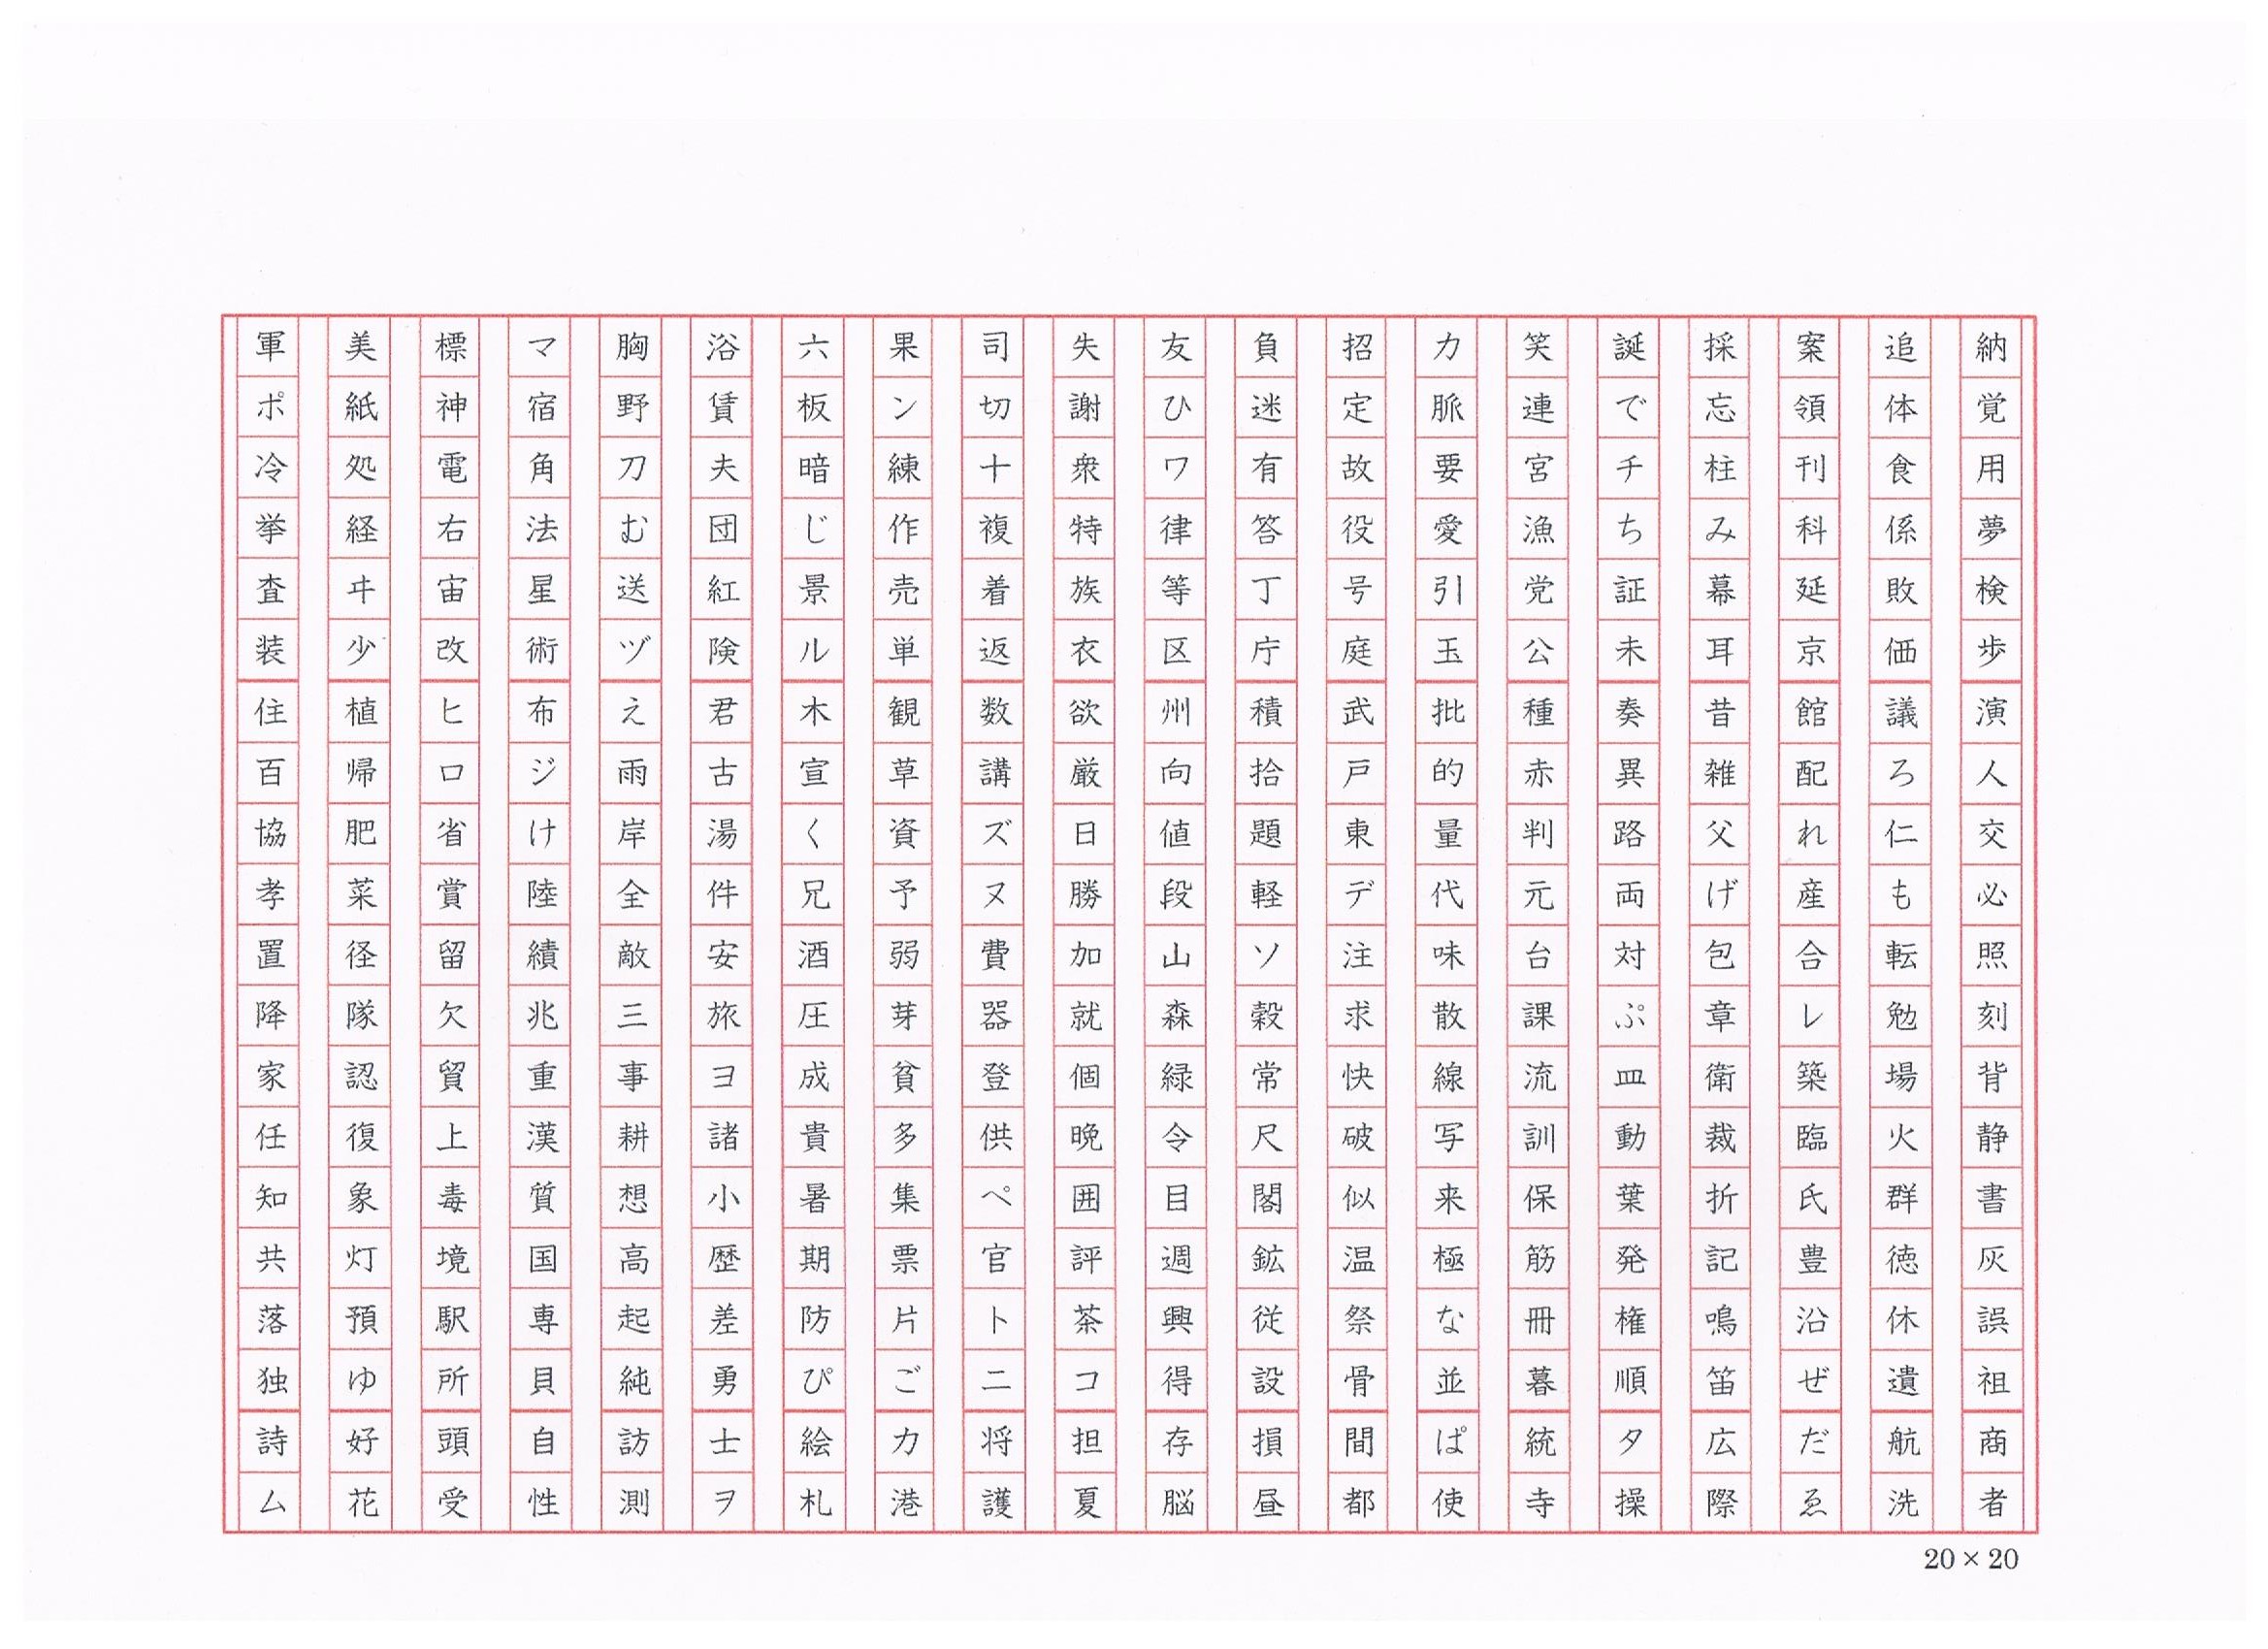 納覚用夢検歩演人交必照刻背静書灰誤祖商者
追体食係敗価議ろ仁も転勉場火群徳休遺航洗
案領刊科延京館配れ産合レ築臨氏豊沿ぜだゑ
採忘柱み幕耳昔雑父げ包章衛裁折記鳴笛広際
誕でチち証未奏異路両対ぷ皿動葉発権順タ操
笑連宮漁党公種赤判元台課流訓保筋冊暮統寺
力脈要愛引玉批的量代味散線写来極な並ぱ使
招定故役号庭武戸東デ注求快破似温祭骨間都
負迷有答丁庁積拾題軽ソ穀常尺閣鉱従設損昼
友ひワ律等区州向値段山森緑令目週興得存脳
失謝衆特族衣欲厳日勝加就個晩囲評茶コ担夏
司切十複着返数講ズヌ費器登供ペ官トニ将護
果ン練作売単観草資予弱芽貧多集票片ごカ港
六板暗じ景ル木宣く兄酒圧成貴暑期防ぴ絵札
浴賃夫団紅険君古湯件安旅ヨ諸小歴差勇士ヲ
胸野刀む送ヅえ雨岸全敵三事耕想高起純訪測
マ宿角法星術布ジけ陸績兆重漢質国専貝自性
標神電右宙改ヒロ省賞留欠貿上毒境駅所頭受
美紙処経ヰ少植帰肥菜径隊認復象灯預ゆ好花
軍ポ冷挙査装住百協孝置降家任知共落独詩ム
20×20